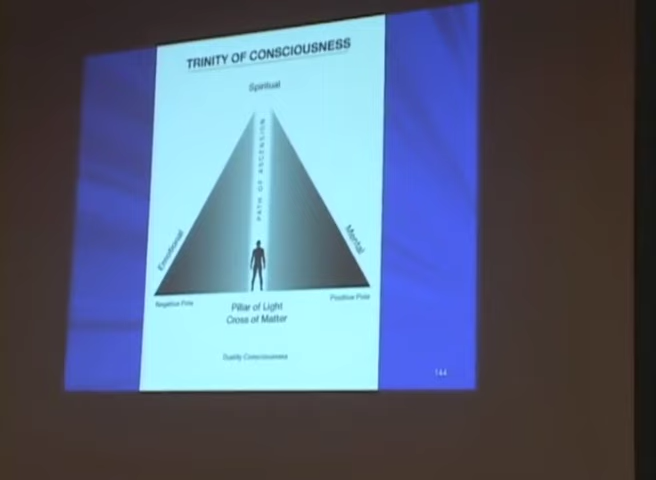 TRINITY OF CONSCIOUSNESS
Spiritual
PATH OF ASCENSION
Emotional
Mental
Negative Pole
Positive Pole
Pillar of Light
Cross of Matter
Duality Consciousness
144